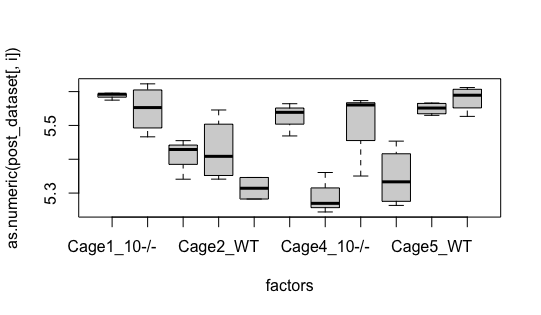 as.numeric(post_dataset[, i])
5.5
5.3
Cage1_10-/- Cage2_WT Cage4_10-/- Cage5_WT
factors